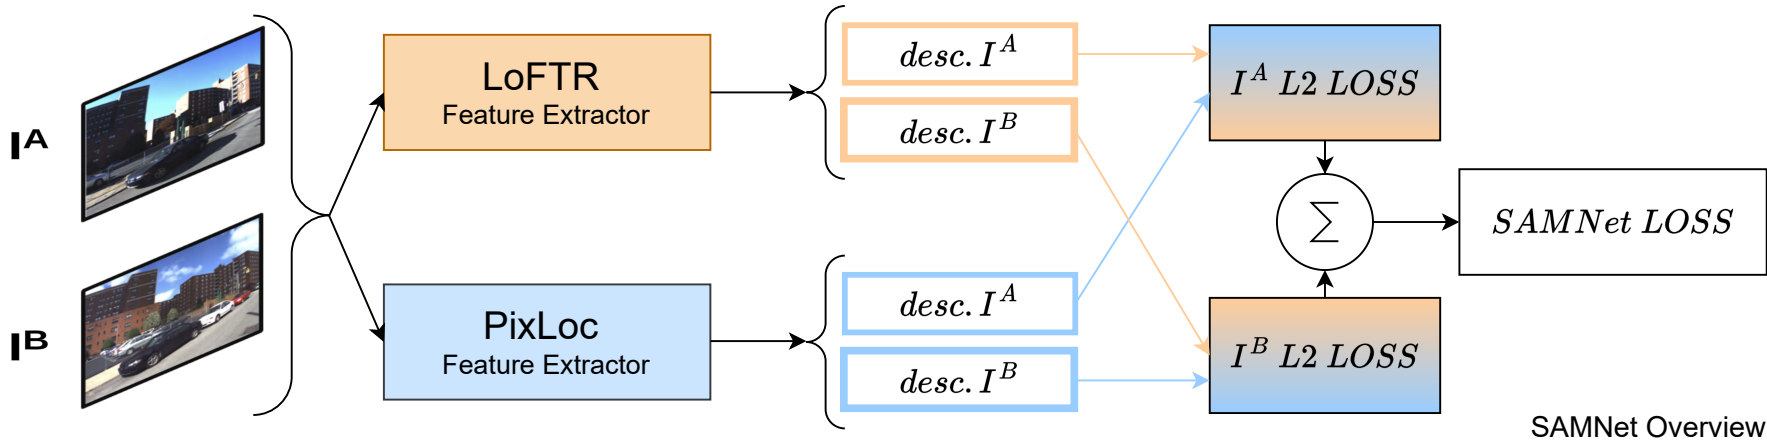 I^A
I^B
LoFTR
Feature Extractor
PixLoc
Feature Extractor
desc. I^A
desc. I^B
desc. I^A
desc. I^B
I^A L2 LOSS
∑
I^B L2 LOSS
SAMNet LOSS
SAMNet Overview